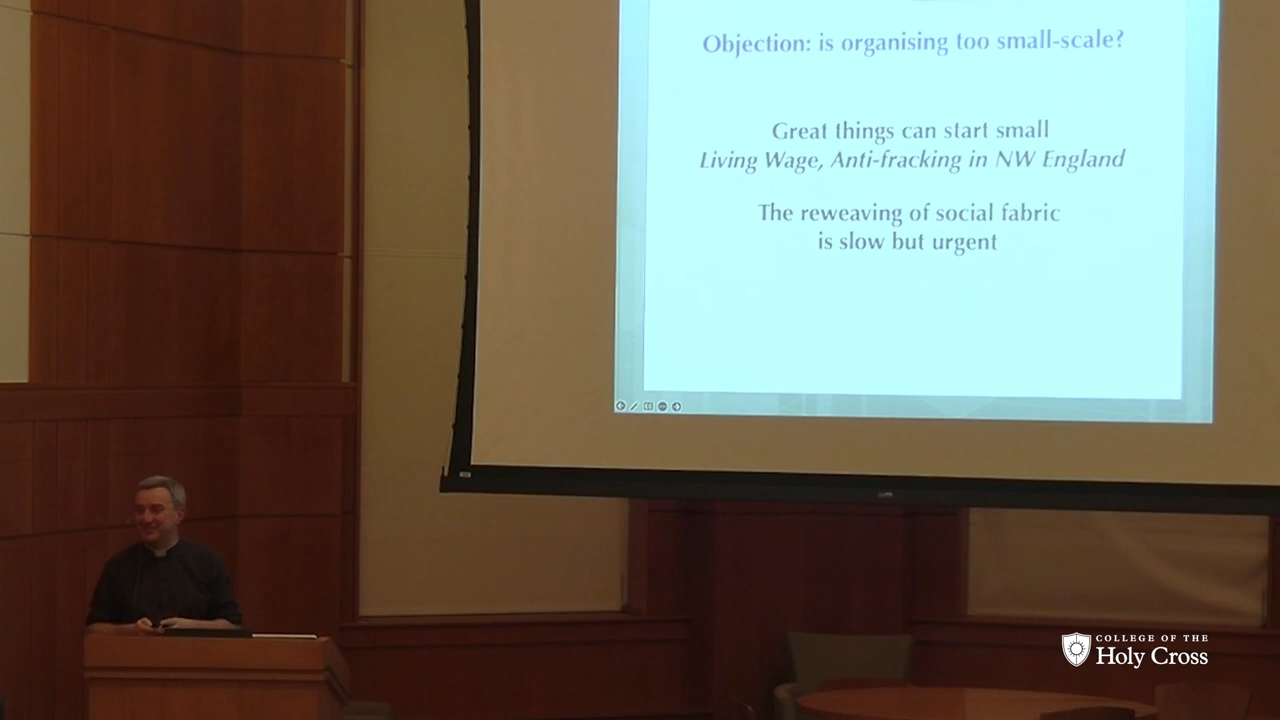 Objection: is organising too small-scale?
Great things can start small
Living Wage, Anti-fracking in NW England
The reweaving of social fabric
is slow but urgent
COLLEGE OF THE
Holy Cross